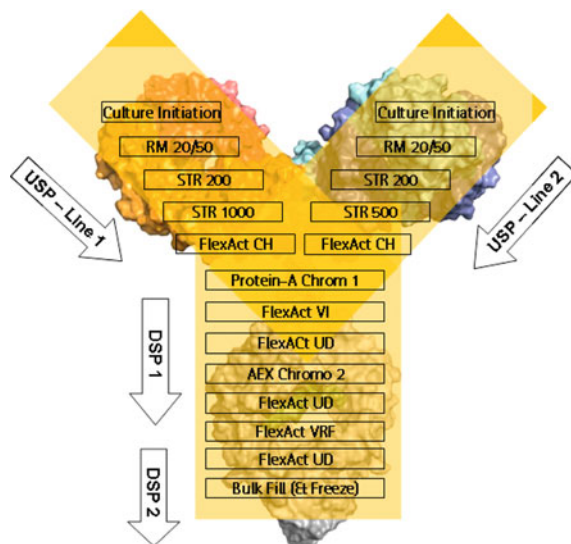 Culture Initiation
Culture Initiation
RM 20/50
RM 20/50
STR 200
STR 200
STR 1000
STR 500
FlexAct CH
FlexAct CH
USP – Line 1
USP – Line 2
Protein-A Chrom 1
FlexAct VI
FlexACt UD
AEX Chromo 2
FlexAct UD
FlexAct VRF
FlexAct UD
Bulk Fill (& Freeze)
DSP 1
DSP 2